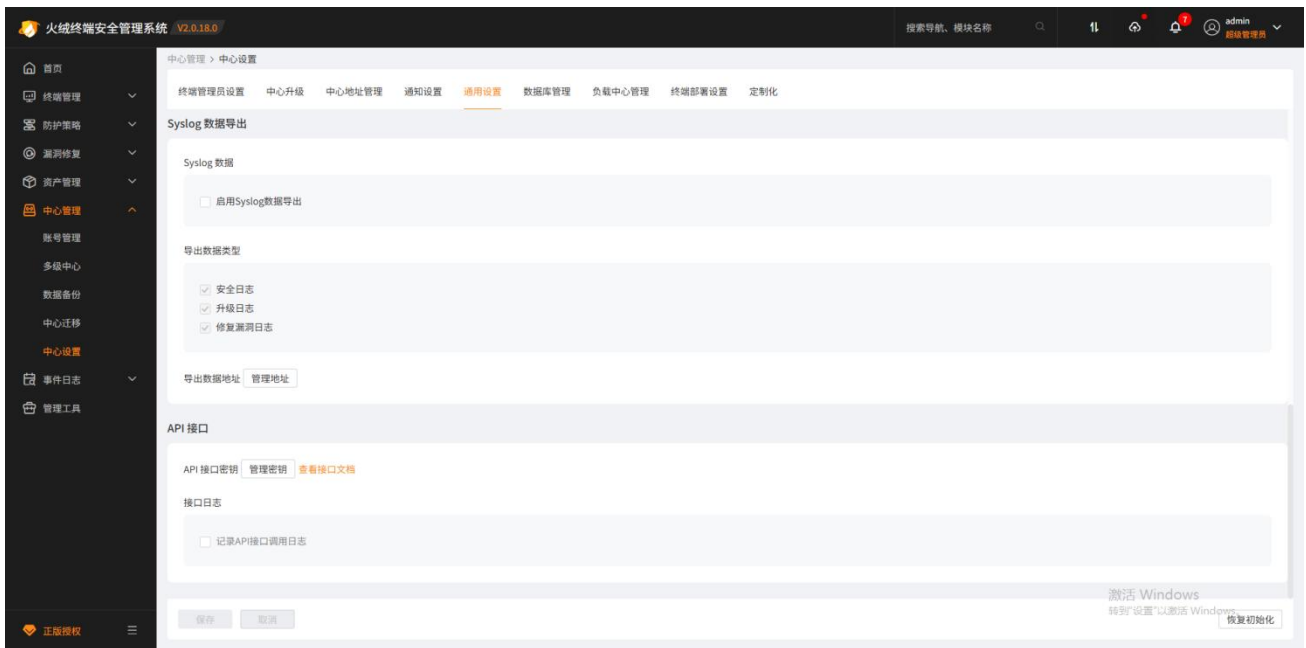 火绒终端安全管理系统 V2.0.18.0
搜索导航、模块名称
7
admin
超级管理员
首页
终端管理
防护策略
漏洞修复
资产管理
中心管理
账号管理
多级中心
数据备份
中心迁移
中心设置
事件日志
管理工具
正版授权
中心管理 > 中心设置
终端管理员设置 中心升级 中心地址管理 通知设置 通用设置 数据库管理 负载中心管理 终端部署设置 定制化
Syslog 数据导出
Syslog 数据
启用Syslog数据导出
导出数据类型
安全日志
升级日志
修复漏洞日志
导出数据地址 管理地址
API 接口
API 接口密钥 管理密钥 查看接口文档
接口日志
记录API接口调用日志
保存 取消
激活 Windows
转到"设置"以激活 Windows。
恢复初始化